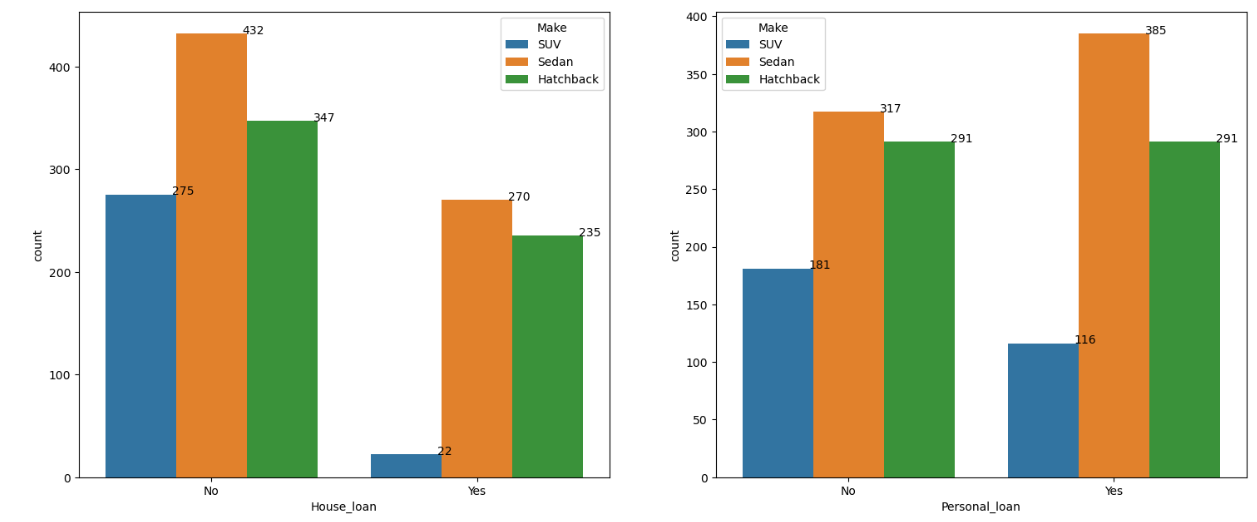 count
400
300
200
100
0
432
347
275
270
235
22
Make
SUV
Sedan
Hatchback
No
Yes
House_loan
count
400
350
300
250
200
150
100
50
0
Make
SUV
Sedan
Hatchback
385
317
291
291
181
116
No
Yes
Personal_loan